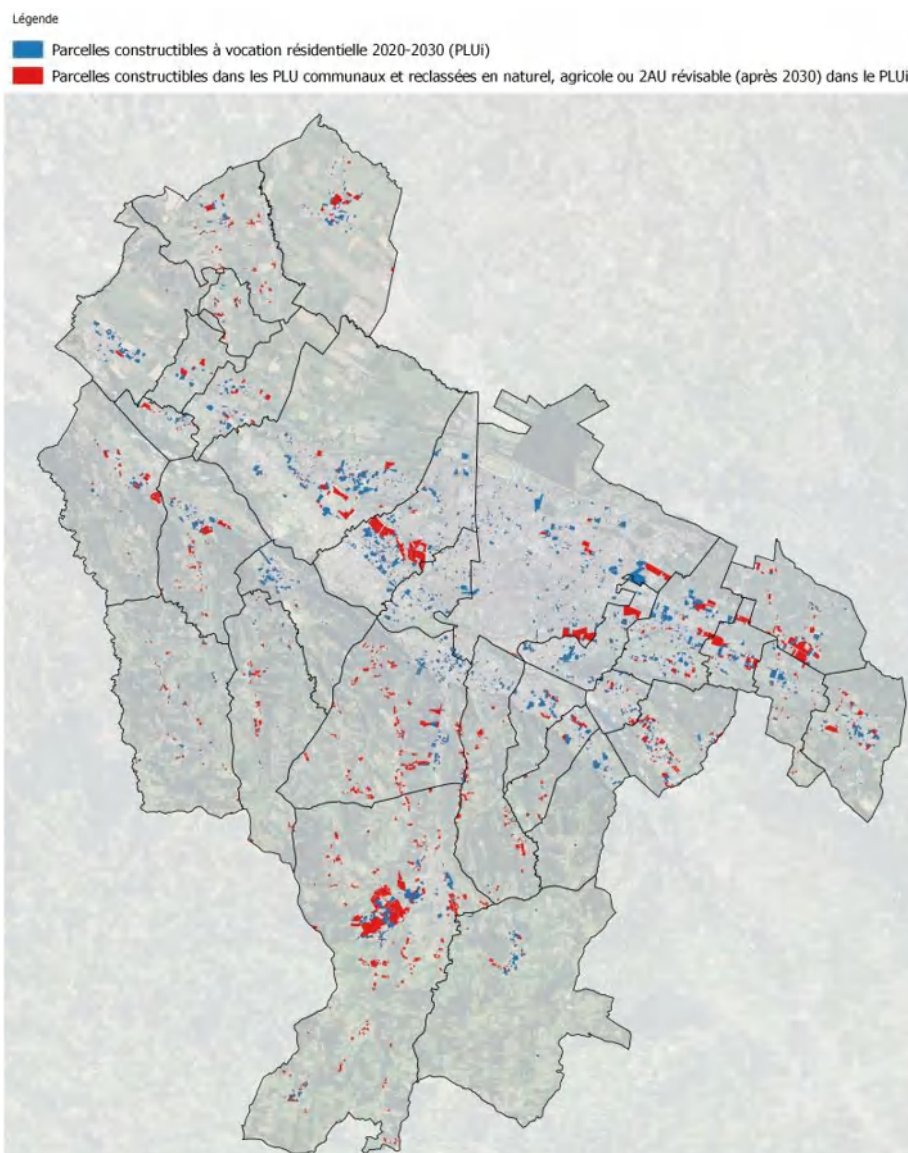 Légende
Parcelles constructibles à vocation résidentielle 2020-2030 (PLUi)
Parcelles constructibles dans les PLU communaux et reclassées en naturel, agricole ou 2AU révisable (après 2030) dans le PLUi